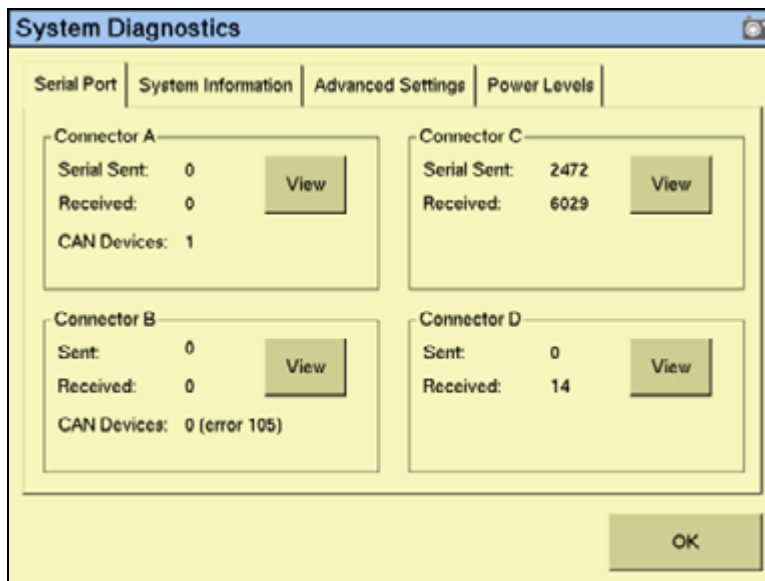 System Diagnostics
Serial Port System Information Advanced Settings Power Levels
Connector A
Serial Sent: 0
Received: 0
CAN Devices: 1
View
Connector C
Serial Sent: 2472
Received: 6029
View
Connector B
Sent: 0
Received: 0
CAN Devices: 0 (error 105)
View
Connector D
Sent: 0
Received: 14
View
OK